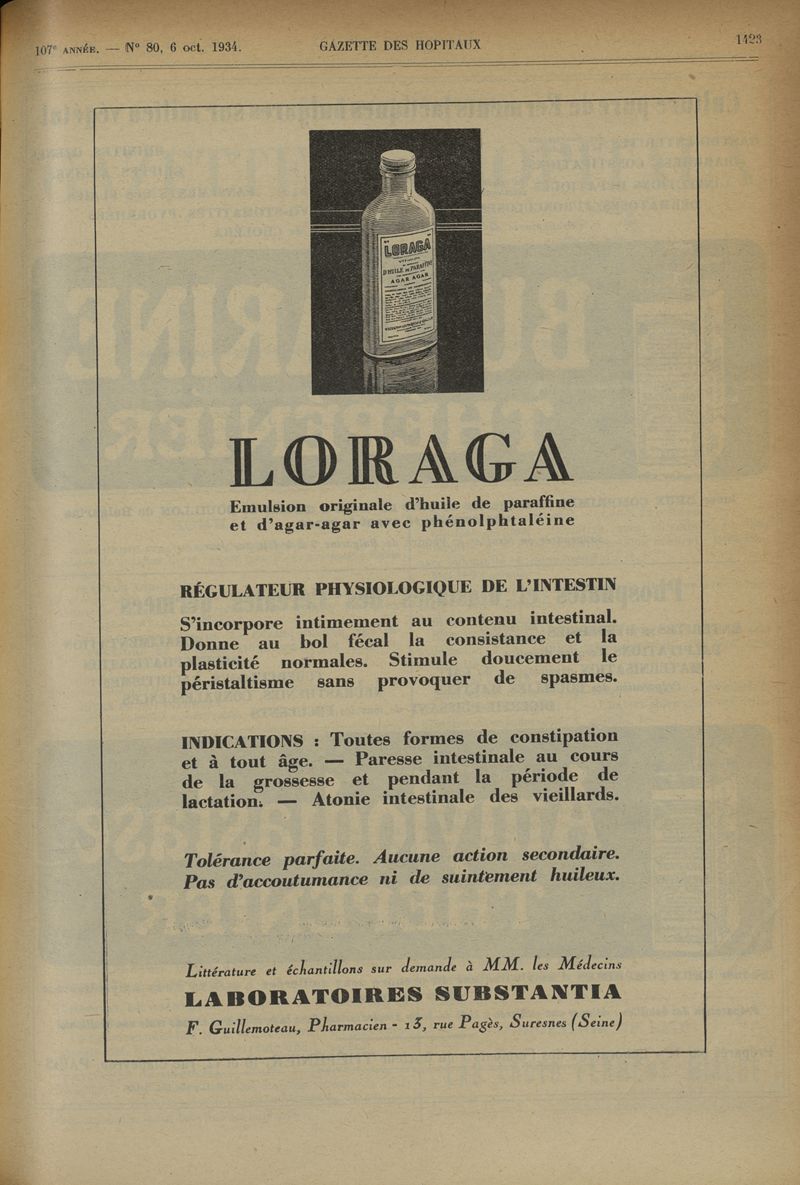 107e ANNÉE. — N° 80, 6 oct. 1934.
GAZETTE DES HOPITAUX
1423
"LORAGA"
D'HUILE DE PARAFFINE
AGAR AGAR
LORAGA
Emulsion originale d'huile de paraffine
et d'agar-agar avec phénolphtaléine
RÉGULATEUR PHYSIOLOGIQUE DE L'INTESTIN
S'incorpore intimement au contenu intestinal.
Donne au bol fécal la consistance et la
plasticité normales. Stimule doucement le
péristaltisme sans provoquer de spasmes.
INDICATIONS : Toutes formes de constipation
et à tout âge. — Paresse intestinale au cours
de la grossesse et pendant la période de
lactation. — Atonie intestinale des vieillards.
Tolérance parfaite. Aucune action secondaire.
Pas d'accoutumance ni de suintement huileux.
Littérature et échantillons sur demande à MM. les Médecins
LABORATOIRES SUBSTANTIA
F. Guillemoteau, Pharmacien - 13, rue Pagès, Suresnes (Seine)